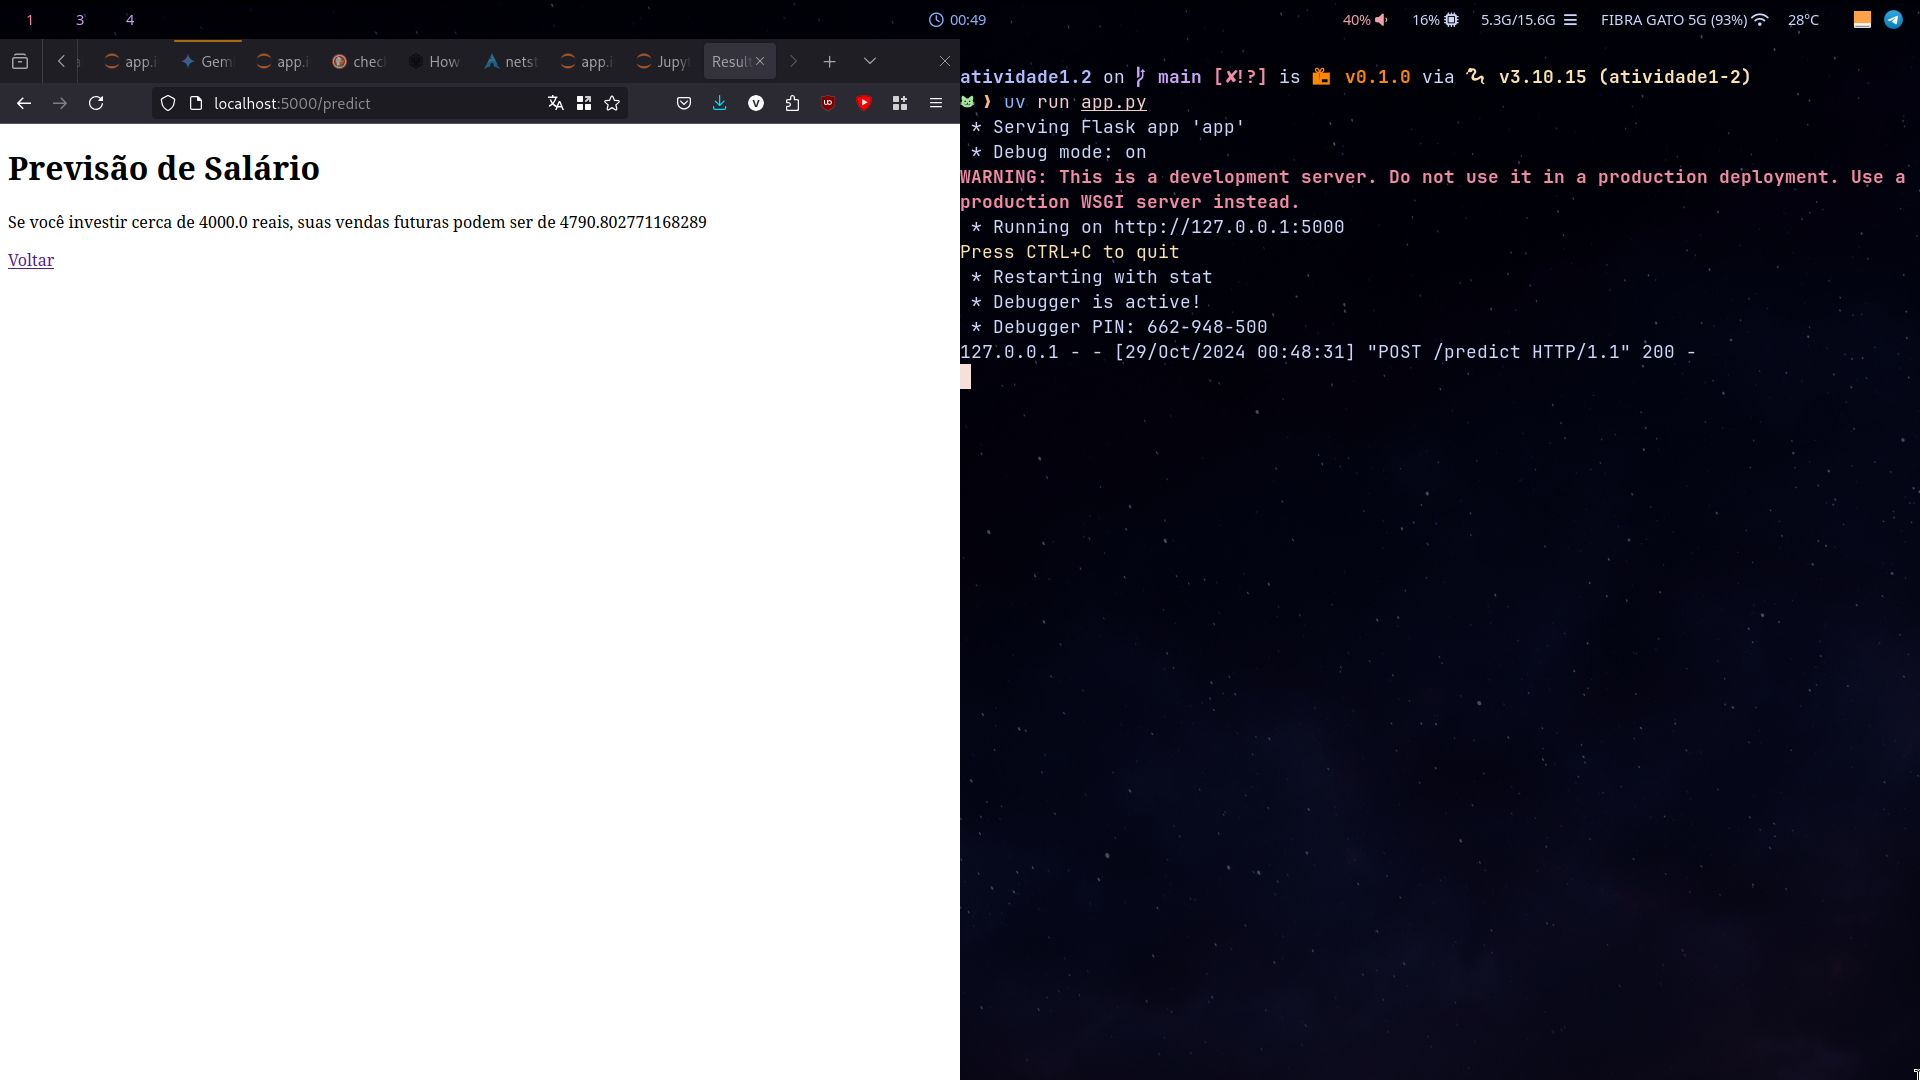 1 3 4
00:49
40% 16% 5.3G/15.6G FIBRA GATO 5G (93%) 28°C
app.i Gem app.i chec How nets app.i Jupy Resul
localhost:5000/predict
Previsão de Salário
Se você investir cerca de 4000.0 reais, suas vendas futuras podem ser de 4790.802771168289
Voltar
atividade1.2 on main [✘!?] is v0.1.0 via v3.10.15 (atividade1-2)
❱ uv run app.py
* Serving Flask app 'app'
* Debug mode: on
WARNING: This is a development server. Do not use it in a production deployment. Use a
production WSGI server instead.
* Running on http://127.0.0.1:5000
Press CTRL+C to quit
* Restarting with stat
* Debugger is active!
* Debugger PIN: 662-948-500
127.0.0.1 - - [29/Oct/2024 00:48:31] "POST /predict HTTP/1.1" 200 -